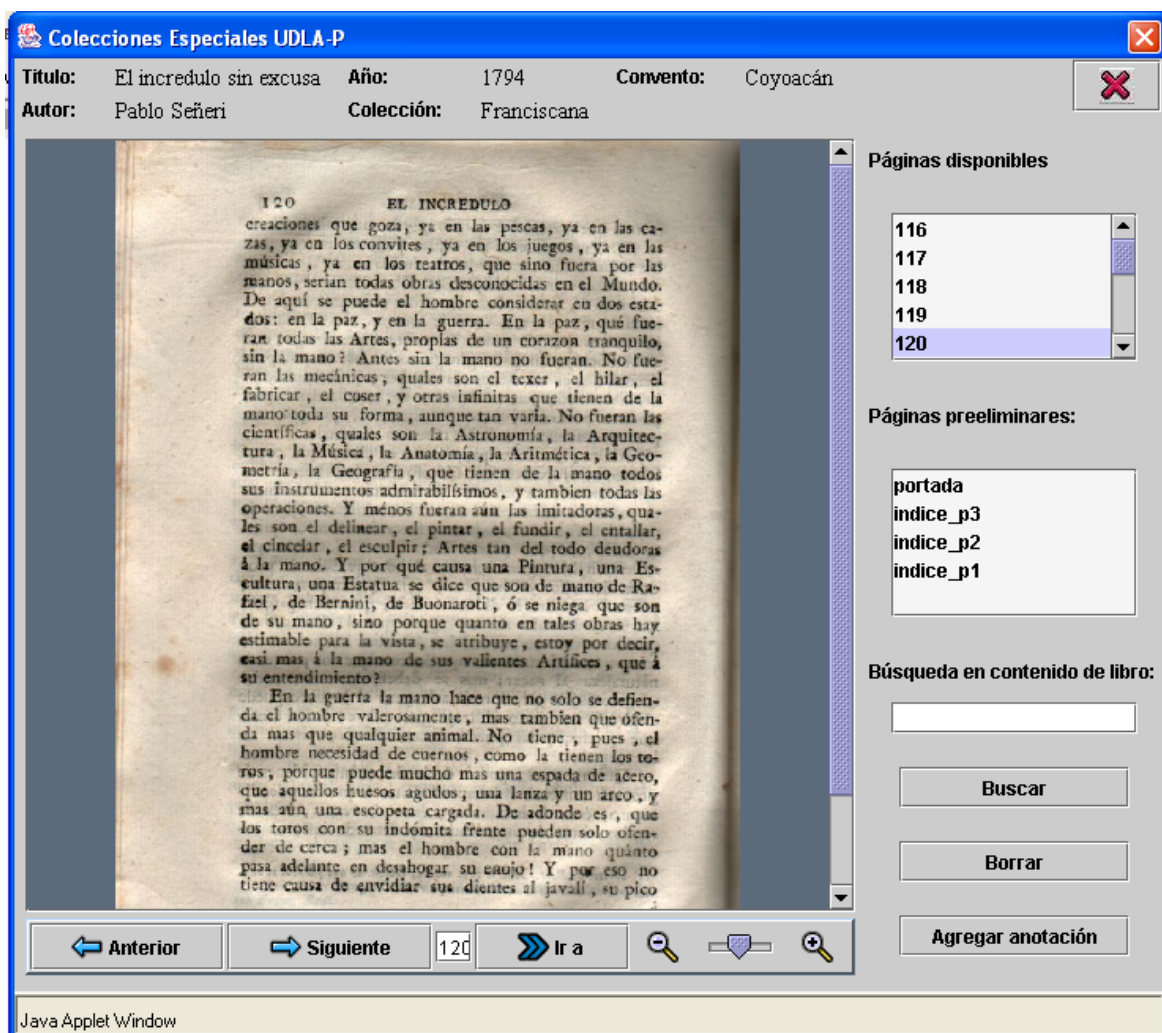 Colecciones Especiales UDLA-P
Título: El incredulo sin excusa Año: 1794 Convento: Coyoacán
Autor: Pablo Señeri Colección: Franciscana
120 EL INCREDULO
creaciones que goza, ya en las pescas, ya en las ca-
zas, ya en los convites, ya en los juegos, ya en las
músicas, ya en los teatros, que sino fuera por las
manos, serian todas obras desconocidas en el Mundo.
De aquí se puede el hombre considerar en dos esta-
dos: en la paz, y en la guerra. En la paz, qué fue-
ran todas las Artes, propias de un corazon tranquilo,
sin la mano? Antes sin la mano no fueran. No fue-
ran las mecánicas, quales son el texer, el hilar, el
fabricar, el coser, y otras infinitas que tienen de la
mano toda su forma, aunque tan varia. No fueran las
científicas, quales son la Astronomía, la Arquitec-
tura, la Música, la Anatomía, la Aritmética, la Geo-
metría, la Geografia, que tienen de la mano todos
sus instrumentos admirabilísimos, y tambien todas las
operaciones. Y ménos fueran aún las imitadoras, qua-
les son el delinear, el pintar, el fundir, el entallar,
el cincelar, el esculpir; Artes tan del todo deudoras
á la mano. Y por qué causa una Pintura, una Es-
cultura, una Estatua se dice que son de mano de Ra-
fael, de Bernini, de Buonaroti, ó se niega que son
de su mano, sino porque quanto en tales obras hay
estimable para la vista, se atribuye, estoy por decir,
casi mas á la mano de sus valientes Artífices, que á
su entendimiento?
En la guerra la mano hace que no solo se defien-
da el hombre valerosamente, mas tambien que ofen-
da mas que qualquier animal. No tiene, pues, el
hombre necesidad de cuernos, como la tienen los to-
ros, porque puede mucho mas una espada de acero,
que aquellos huesos agudos, una lanza y un arco, y
mas aún una escopeta cargada. De adonde es, que
los toros con su indómita frente pueden solo ofen-
der de cerca; mas el hombre con la mano quánto
pasa adelante en desahogar su enojo! Y por eso no
tiene causa de envidiar sus dientes al javalí, su pico
Páginas disponibles
116
117
118
119
120
Páginas preeliminares:
portada
indice_p3
indice_p2
indice_p1
Búsqueda en contenido de libro:
Buscar
Borrar
Agregar anotación
Anterior Siguiente 120 Ir a
Java Applet Window